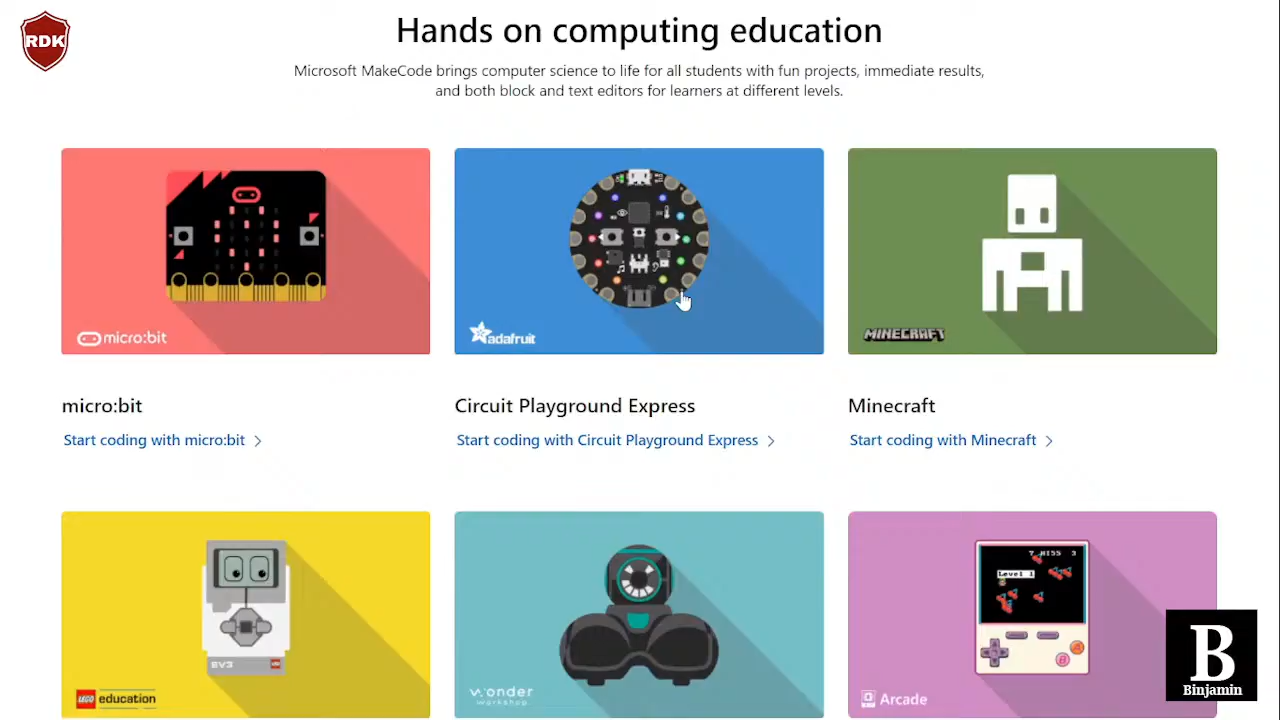 RDK
Hands on computing education
Microsoft MakeCode brings computer science to life for all students with fun projects, immediate results,
and both block and text editors for learners at different levels.
micro:bit
adafruit
MINECRAFT
micro:bit
Circuit Playground Express
Minecraft
Start coding with micro:bit
Start coding with Circuit Playground Express
Start coding with Minecraft
7 MISS 3
Level 1
EV3
A
B
LEGO education
wonder
workshop
Arcade
B
Binjamin